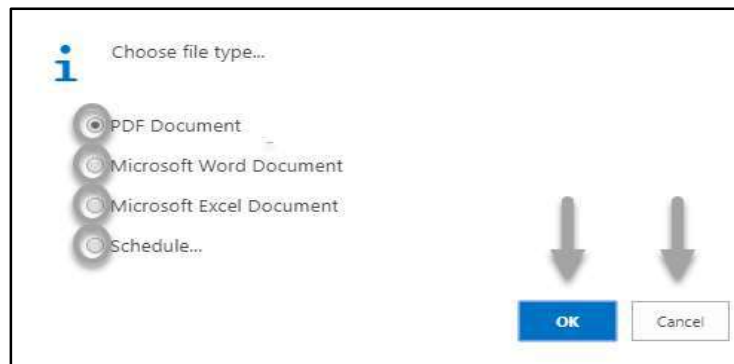 Choose file type...
PDF Document
Microsoft Word Document
Microsoft Excel Document
Schedule...
OK
Cancel